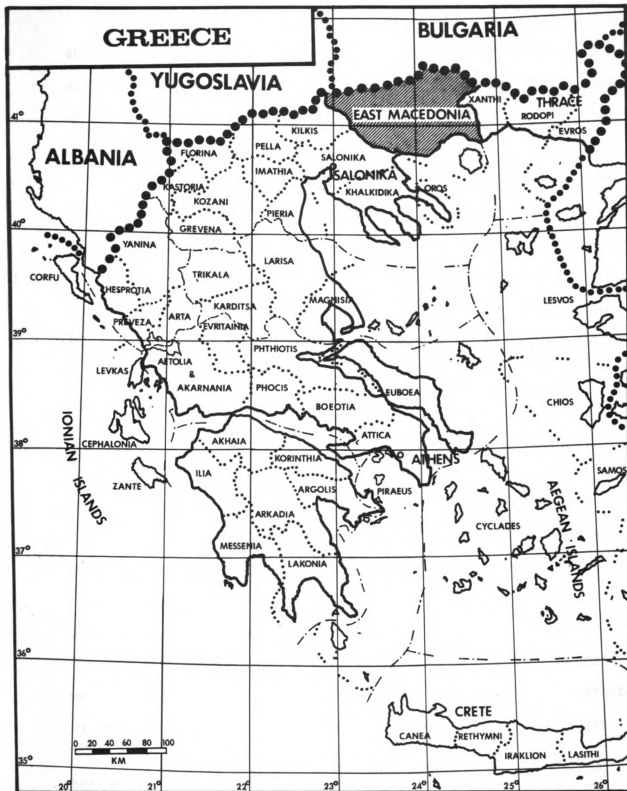 GREECE
BULGARIA
YUGOSLAVIA
ALBANIA
EAST MACEDONIA
XANTHI
THRACE
RODOPI
EVROS
KILKIS
PELLA
FLORINA
SALONIKA
SALONIKA
IMATHIA
KASTORIA
KHALKIDIKA
OROS
KOZANI
PIERIA
GREVENA
YANINA
LARISA
TRIKALA
CORFU
HESPROTIA
KARDITSA
MAGNISIA
LESVOS
PREVEZA
ARTA
EVRITAINIA
PHTHIOTIS
AETOLIA
&
AKARNANIA
LEVKAS
PHOCIS
EUBOEA
BOEOTIA
CHIOS
ATTICA
AKHAIA
CEPHALONIA
KORINTHIA
ATHENS
IONIAN
ISLANDS
ILIA
SAMOS
ZANTE
ARGOLIS
PIRAEUS
ARKADIA
CYCLADES
AEGEAN
ISLANDS
MESSENIA
LAKONIA
CRETE
CANEA
RETHYMNI
IRAKLION
LASITHI
0 20 40 60 80 100
KM
41°
40°
39°
38°
37°
36°
35°
20° 21° 22° 23° 24° 25° 26°